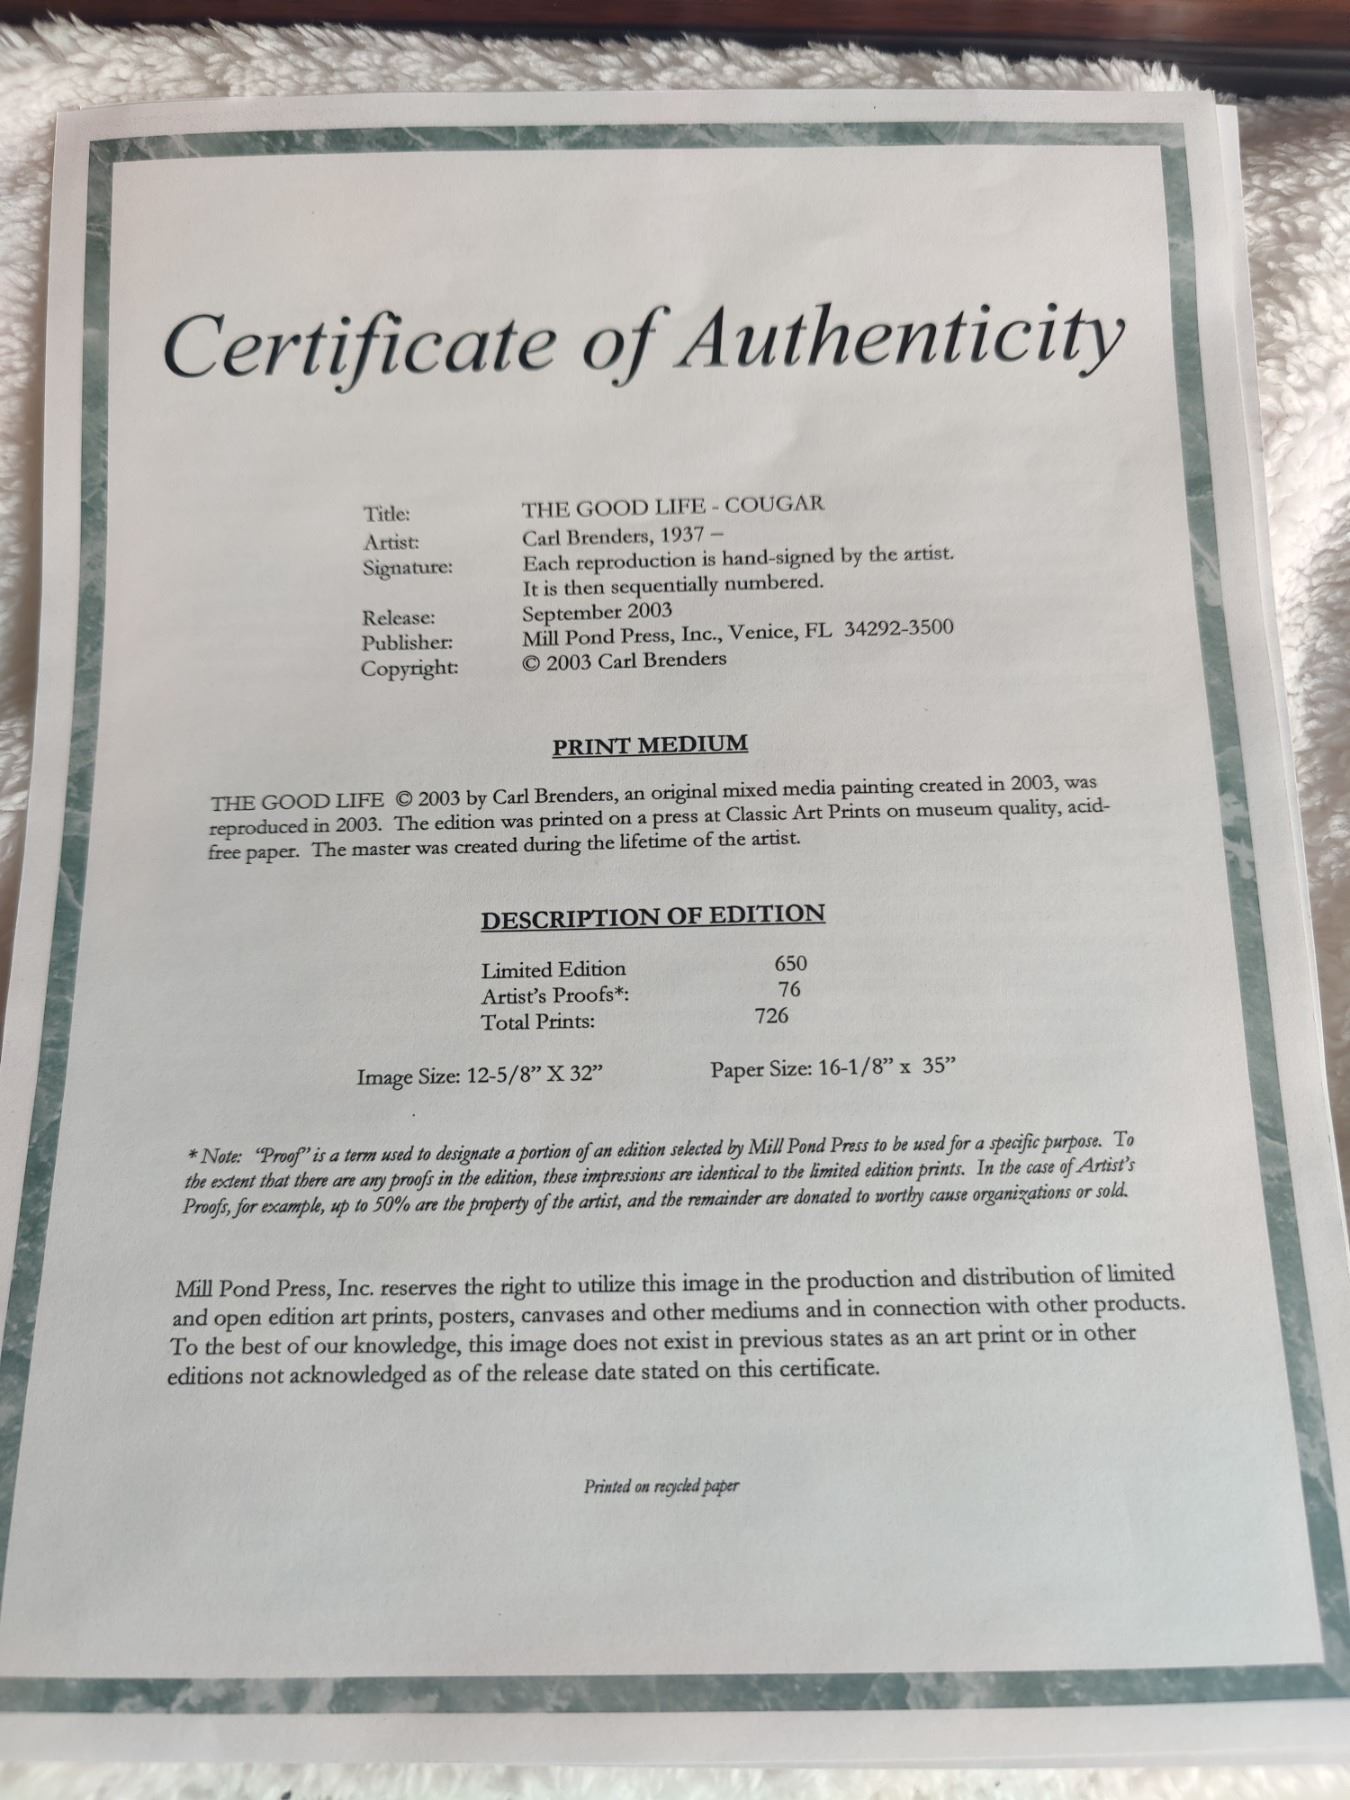 Certificate of Authenticity
Title: THE GOOD LIFE - COUGAR
Artist: Carl Brenders, 1937 –
Signature: Each reproduction is hand-signed by the artist.
It is then sequentially numbered.
Release: September 2003
Publisher: Mill Pond Press, Inc., Venice, FL 34292-3500
Copyright: © 2003 Carl Brenders
PRINT MEDIUM
THE GOOD LIFE © 2003 by Carl Brenders, an original mixed media painting created in 2003, was
reproduced in 2003. The edition was printed on a press at Classic Art Prints on museum quality, acid-
free paper. The master was created during the lifetime of the artist.
DESCRIPTION OF EDITION
Limited Edition 650
Artist's Proofs*: 76
Total Prints: 726
Image Size: 12-5/8” X 32” Paper Size: 16-1/8” x 35”
* Note: “Proof” is a term used to designate a portion of an edition selected by Mill Pond Press to be used for a specific purpose. To
the extent that there are any proofs in the edition, these impressions are identical to the limited edition prints. In the case of Artist's
Proofs, for example, up to 50% are the property of the artist, and the remainder are donated to worthy cause organizations or sold.
Mill Pond Press, Inc. reserves the right to utilize this image in the production and distribution of limited
and open edition art prints, posters, canvases and other mediums and in connection with other products.
To the best of our knowledge, this image does not exist in previous states as an art print or in other
editions not acknowledged as of the release date stated on this certificate.
Printed on recycled paper